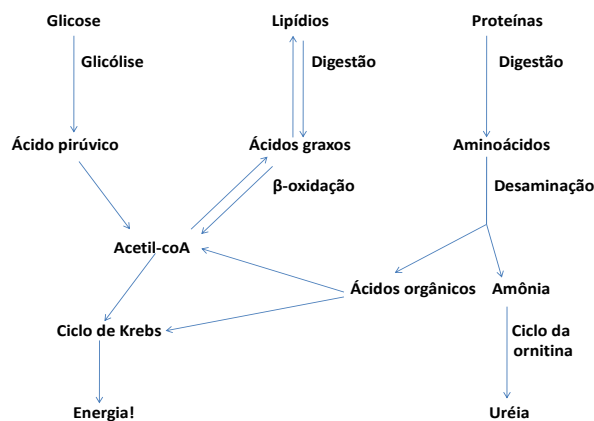 Glicose
Lipídios
Proteínas
Glicólise
Digestão
Digestão
Ácido pirúvico
Ácidos graxos
Aminoácidos
β-oxidação
Desaminação
Acetil-coA
Ácidos orgânicos
Amônia
Ciclo de Krebs
Ciclo da
ornitina
Energia!
Uréia